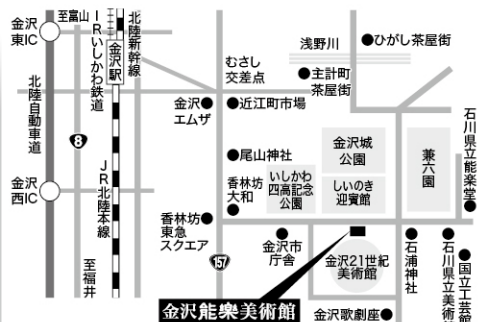 至富山
金沢
東IC
IRいしかわ鉄道
金沢駅
北陸新幹線
北陸自動車道
8
JR北陸本線
金沢
西IC
至福井
むさし
交差点
金沢
エムザ
近江町市場
浅野川
ひがし茶屋街
主計町
茶屋街
尾山神社
香林坊
大和
いしかわ
四高記念
公園
金沢城
公園
しいのき
迎賓館
兼六園
石川県立能楽堂
香林坊
東急
スクエア
157
金沢市
庁舎
金沢21世紀
美術館
石浦神社
石川県立美術館
国立工芸館
金沢歌劇座
金沢能楽美術館